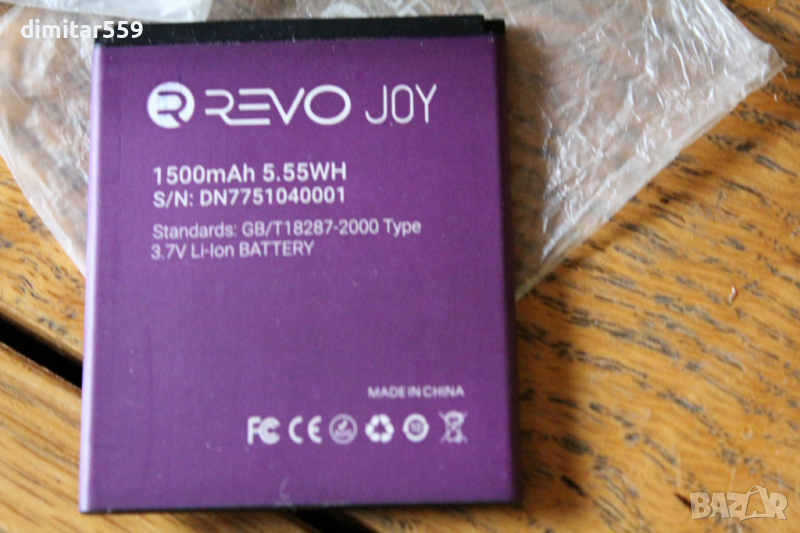 dimitar559
REVO JOY
1500mAh 5.55WH
S/N: DN7751040001
Standards: GB/T18287-2000 Type
3.7V Li-Ion BATTERY
MADE IN CHINA
FC CE
BAZAR